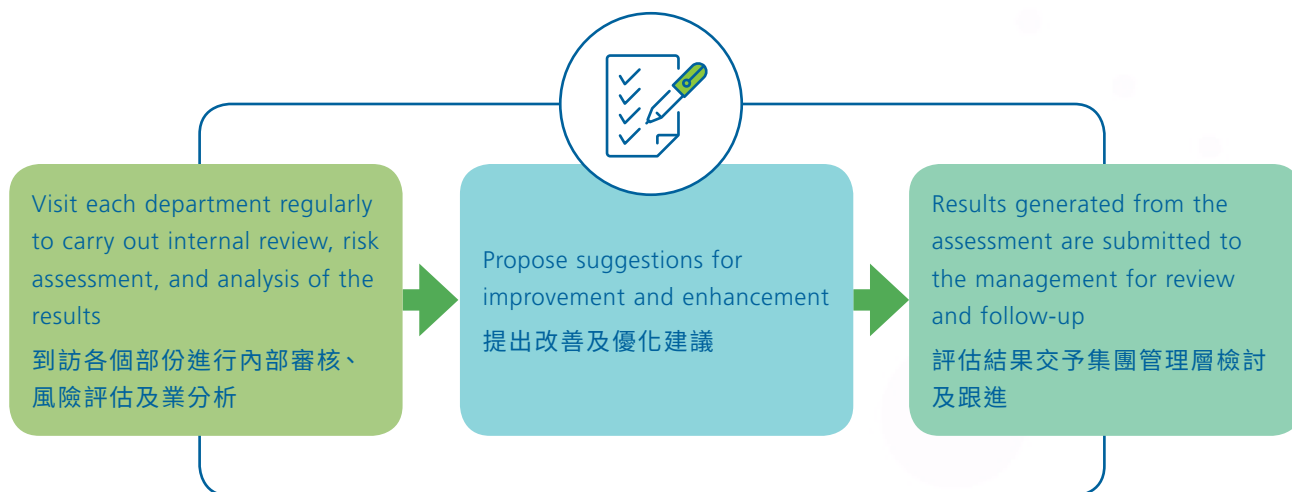 Visit each department regularly
to carry out internal review, risk
assessment, and analysis of the
results
到訪各個部份進行內部審核、
風險評估及業分析
Propose suggestions for
improvement and enhancement
提出改善及優化建議
Results generated from the
assessment are submitted to
the management for review
and follow-up
評估結果交予集團管理層檢討
及跟進